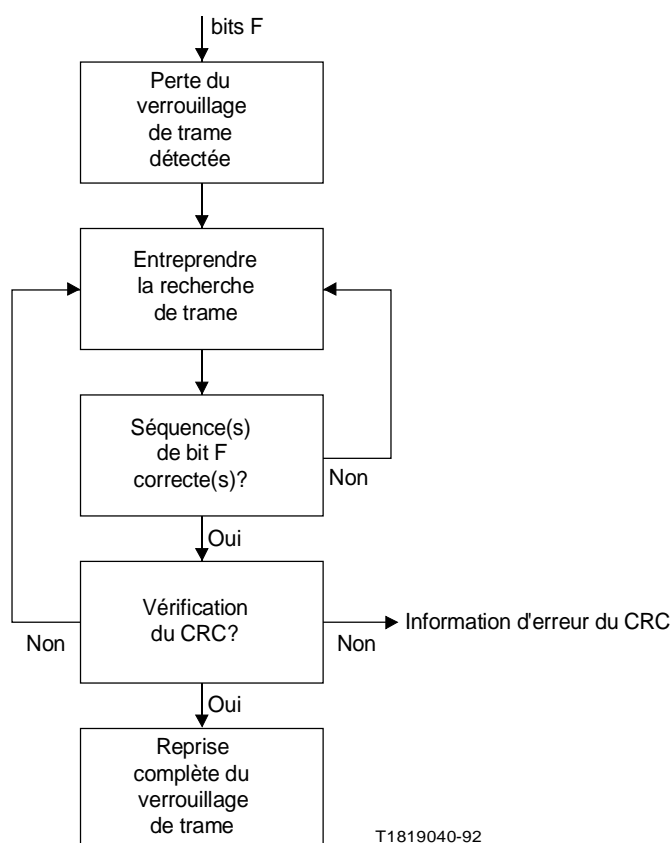 bits F
Perte du
verrouillage
de trame
détectée
Entreprendre
la recherche
de trame
Séquence(s)
de bit F
correcte(s)?
Non
Oui
Vérification
du CRC?
Non
Non
Information d'erreur du CRC
Oui
Reprise
complète du
verrouillage
de trame
T1819040-92